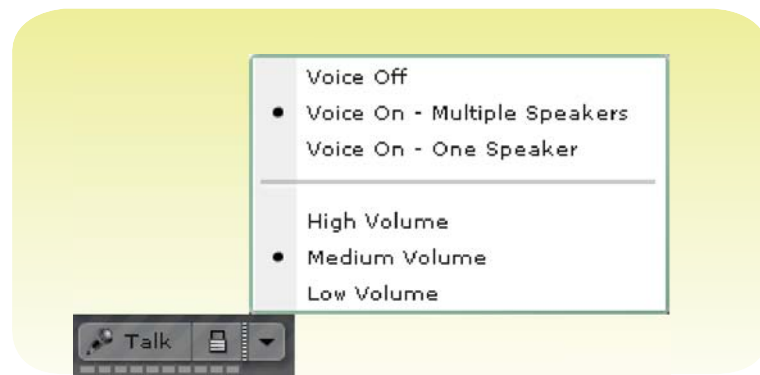 Voice Off
Voice On - Multiple Speakers
Voice On - One Speaker
High Volume
Medium Volume
Low Volume
Talk